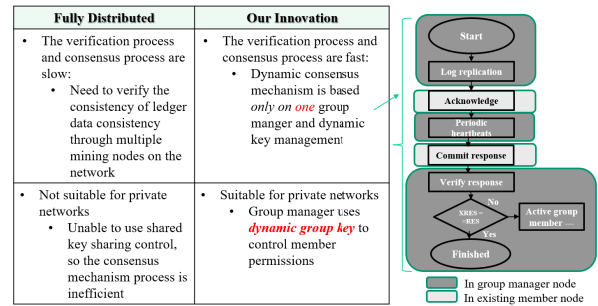 Fully Distributed
Our Innovation
• The verification process
and consensus process are
slow:
• Need to verify the
consistency of ledger
data consistency
through multiple
mining nodes on the
network
• The verification process and
consensus process are fast:
• Dynamic consensus
mechanism is based
only on one group
manger and dynamic
key management
• Not suitable for private
networks
• Unable to use shared
key sharing control,
so the consensus
mechanism process is
inefficient
• Suitable for private networks
• Group manager uses
dynamic group key to
control member
permissions
Start
Log replication
Acknowledge
Periodic
heartbeats
Commit response
Verify response
No
XRES =
=RES
Active group
member
Yes
Finished
In group manager node
In existing member node